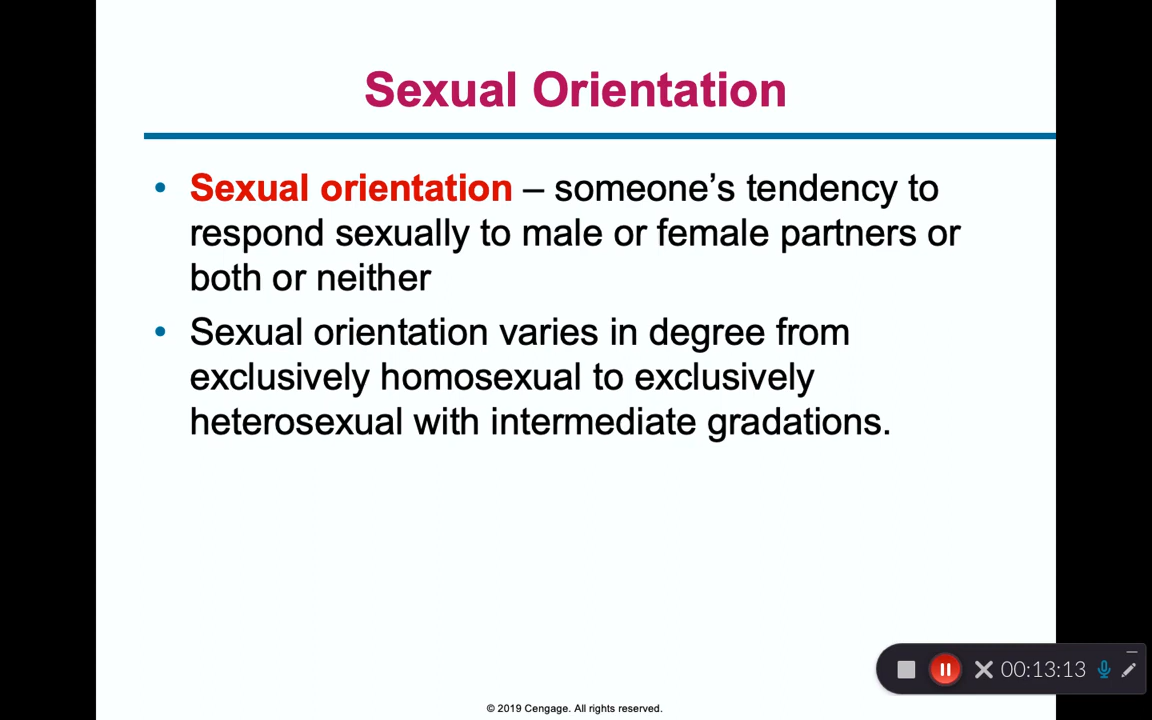 Sexual Orientation
• Sexual orientation – someone’s tendency to
respond sexually to male or female partners or
both or neither
• Sexual orientation varies in degree from
exclusively homosexual to exclusively
heterosexual with intermediate gradations.
00:13:13
© 2019 Cengage. All rights reserved.